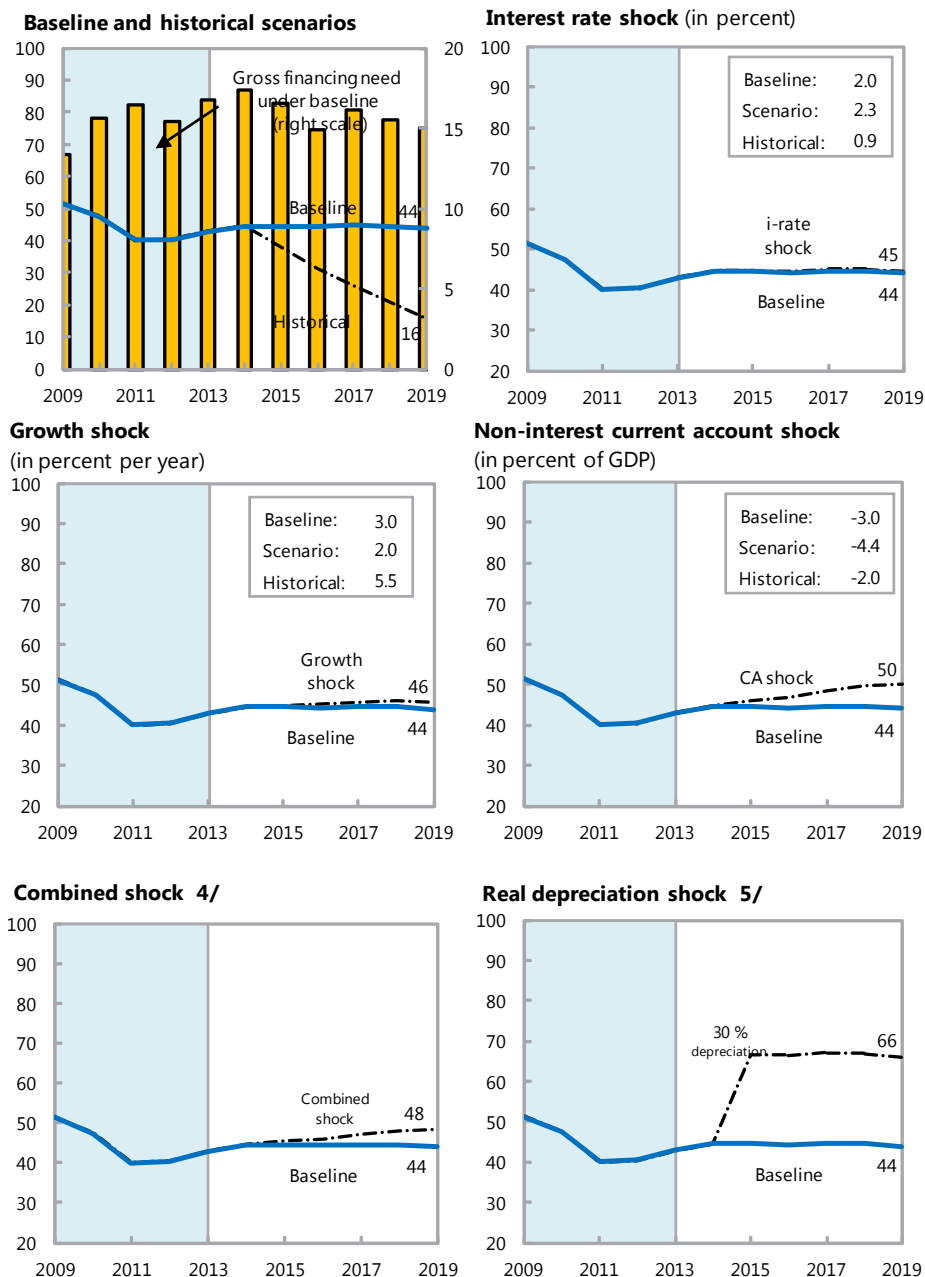 Baseline and historical scenarios
100
90
80
70
60
50
40
30
20
10
0
20
15
10
5
0
Gross financing need
under baseline
(right scale)
Baseline
44
Historical
16
2009 2011 2013 2015 2017 2019
Interest rate shock (in percent)
100
90
80
70
60
50
40
30
20
Baseline: 2.0
Scenario: 2.3
Historical: 0.9
i-rate
shock
45
44
Baseline
2009 2011 2013 2015 2017 2019
Growth shock
(in percent per year)
100
90
80
70
60
50
40
30
20
Baseline: 3.0
Scenario: 2.0
Historical: 5.5
Growth
shock
46
44
Baseline
2009 2011 2013 2015 2017 2019
Non-interest current account shock
(in percent of GDP)
100
90
80
70
60
50
40
30
20
Baseline: -3.0
Scenario: -4.4
Historical: -2.0
CA shock
50
44
Baseline
2009 2011 2013 2015 2017 2019
Combined shock 4/
100
90
80
70
60
50
40
30
20
Combined
shock
48
44
Baseline
2009 2011 2013 2015 2017 2019
Real depreciation shock 5/
100
90
80
70
60
50
40
30
20
30 %
depreciation
66
44
Baseline
2009 2011 2013 2015 2017 2019